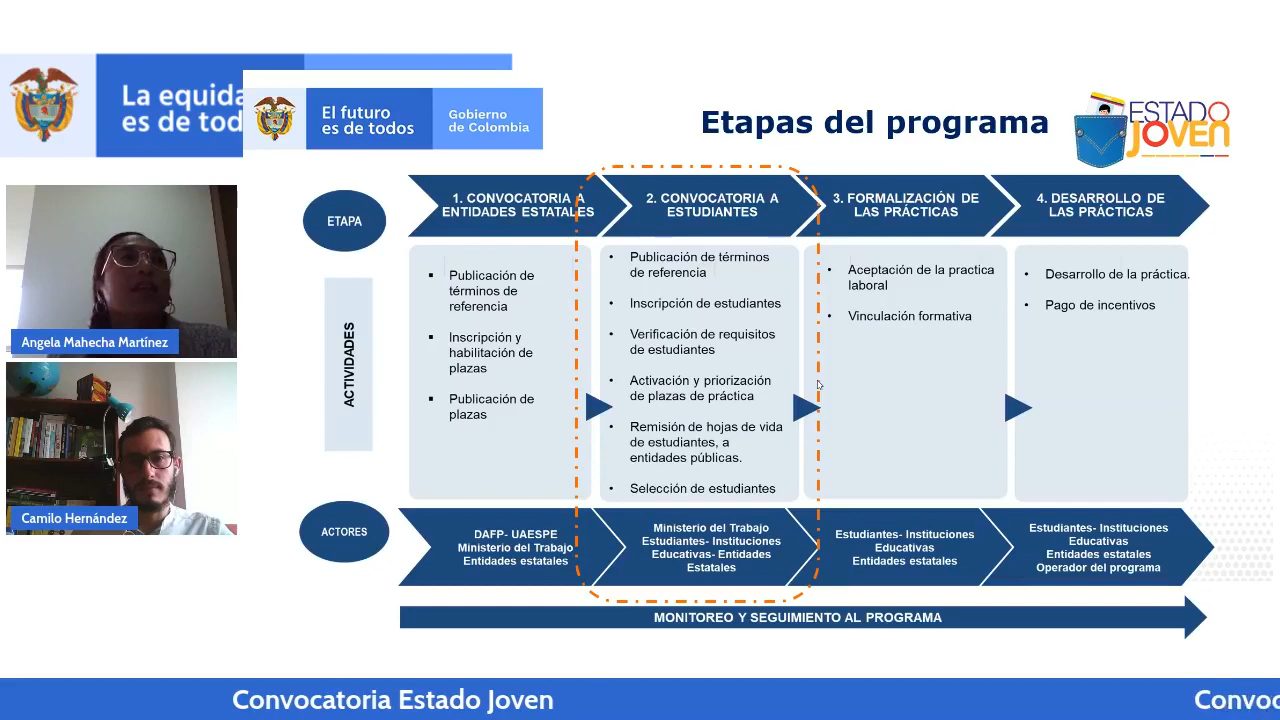 La equida
es de tod
El futuro
es de todos
Gobierno
de Colombia
Etapas del programa
ESTADO
JOVEN
ETAPA
1. CONVOCATORIA A
ENTIDADES ESTATALES
2. CONVOCATORIA A
ESTUDIANTES
3. FORMALIZACIÓN DE
LAS PRÁCTICAS
4. DESARROLLO DE
LAS PRÁCTICAS
ACTIVIDADES
▪ Publicación de
términos de
referencia
▪ Inscripción y
habilitación de
plazas
▪ Publicación de
plazas
• Publicación de términos
de referencia
• Inscripción de estudiantes
• Verificación de requisitos
de estudiantes
• Activación y priorización
de plazas de práctica
• Remisión de hojas de vida
de estudiantes, a
entidades públicas.
• Selección de estudiantes
• Aceptación de la practica
laboral
• Vinculación formativa
• Desarrollo de la práctica.
• Pago de incentivos
ACTORES
DAFP- UAESPE
Ministerio del Trabajo
Entidades estatales
Ministerio del Trabajo
Estudiantes- Instituciones
Educativas- Entidades
Estatales
Estudiantes- Instituciones
Educativas
Entidades estatales
Estudiantes- Instituciones
Educativas
Entidades estatales
Operador del programa
MONITOREO Y SEGUIMIENTO AL PROGRAMA
Angela Mahecha Martínez
Camilo Hernández
Convocatoria Estado Joven
Convoc